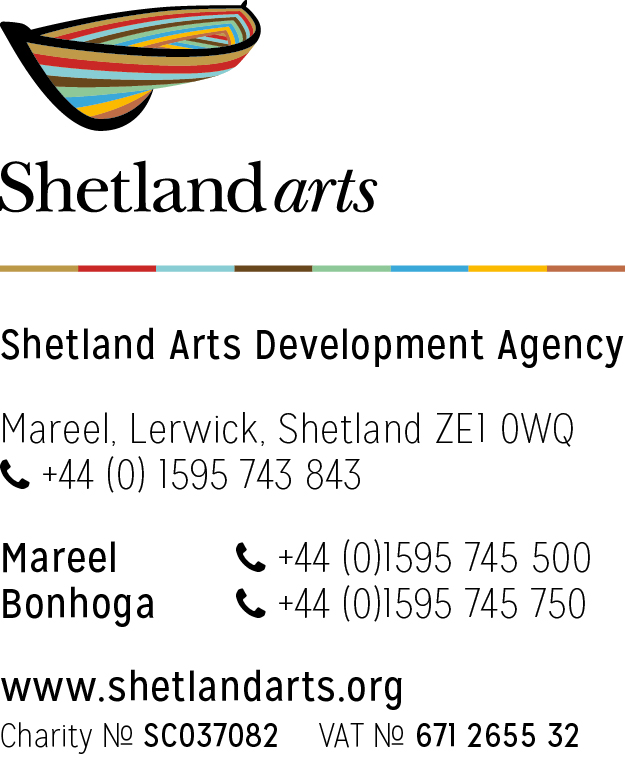 Shetland arts
Shetland Arts Development Agency
Mareel, Lerwick, Shetland ZE1 0WQ
+44 (0) 1595 743 843
Mareel +44 (0)1595 745 500
Bonhoga +44 (0)1595 745 750
www.shetlandarts.org
Charity № SC037082 VAT № 671 2655 32